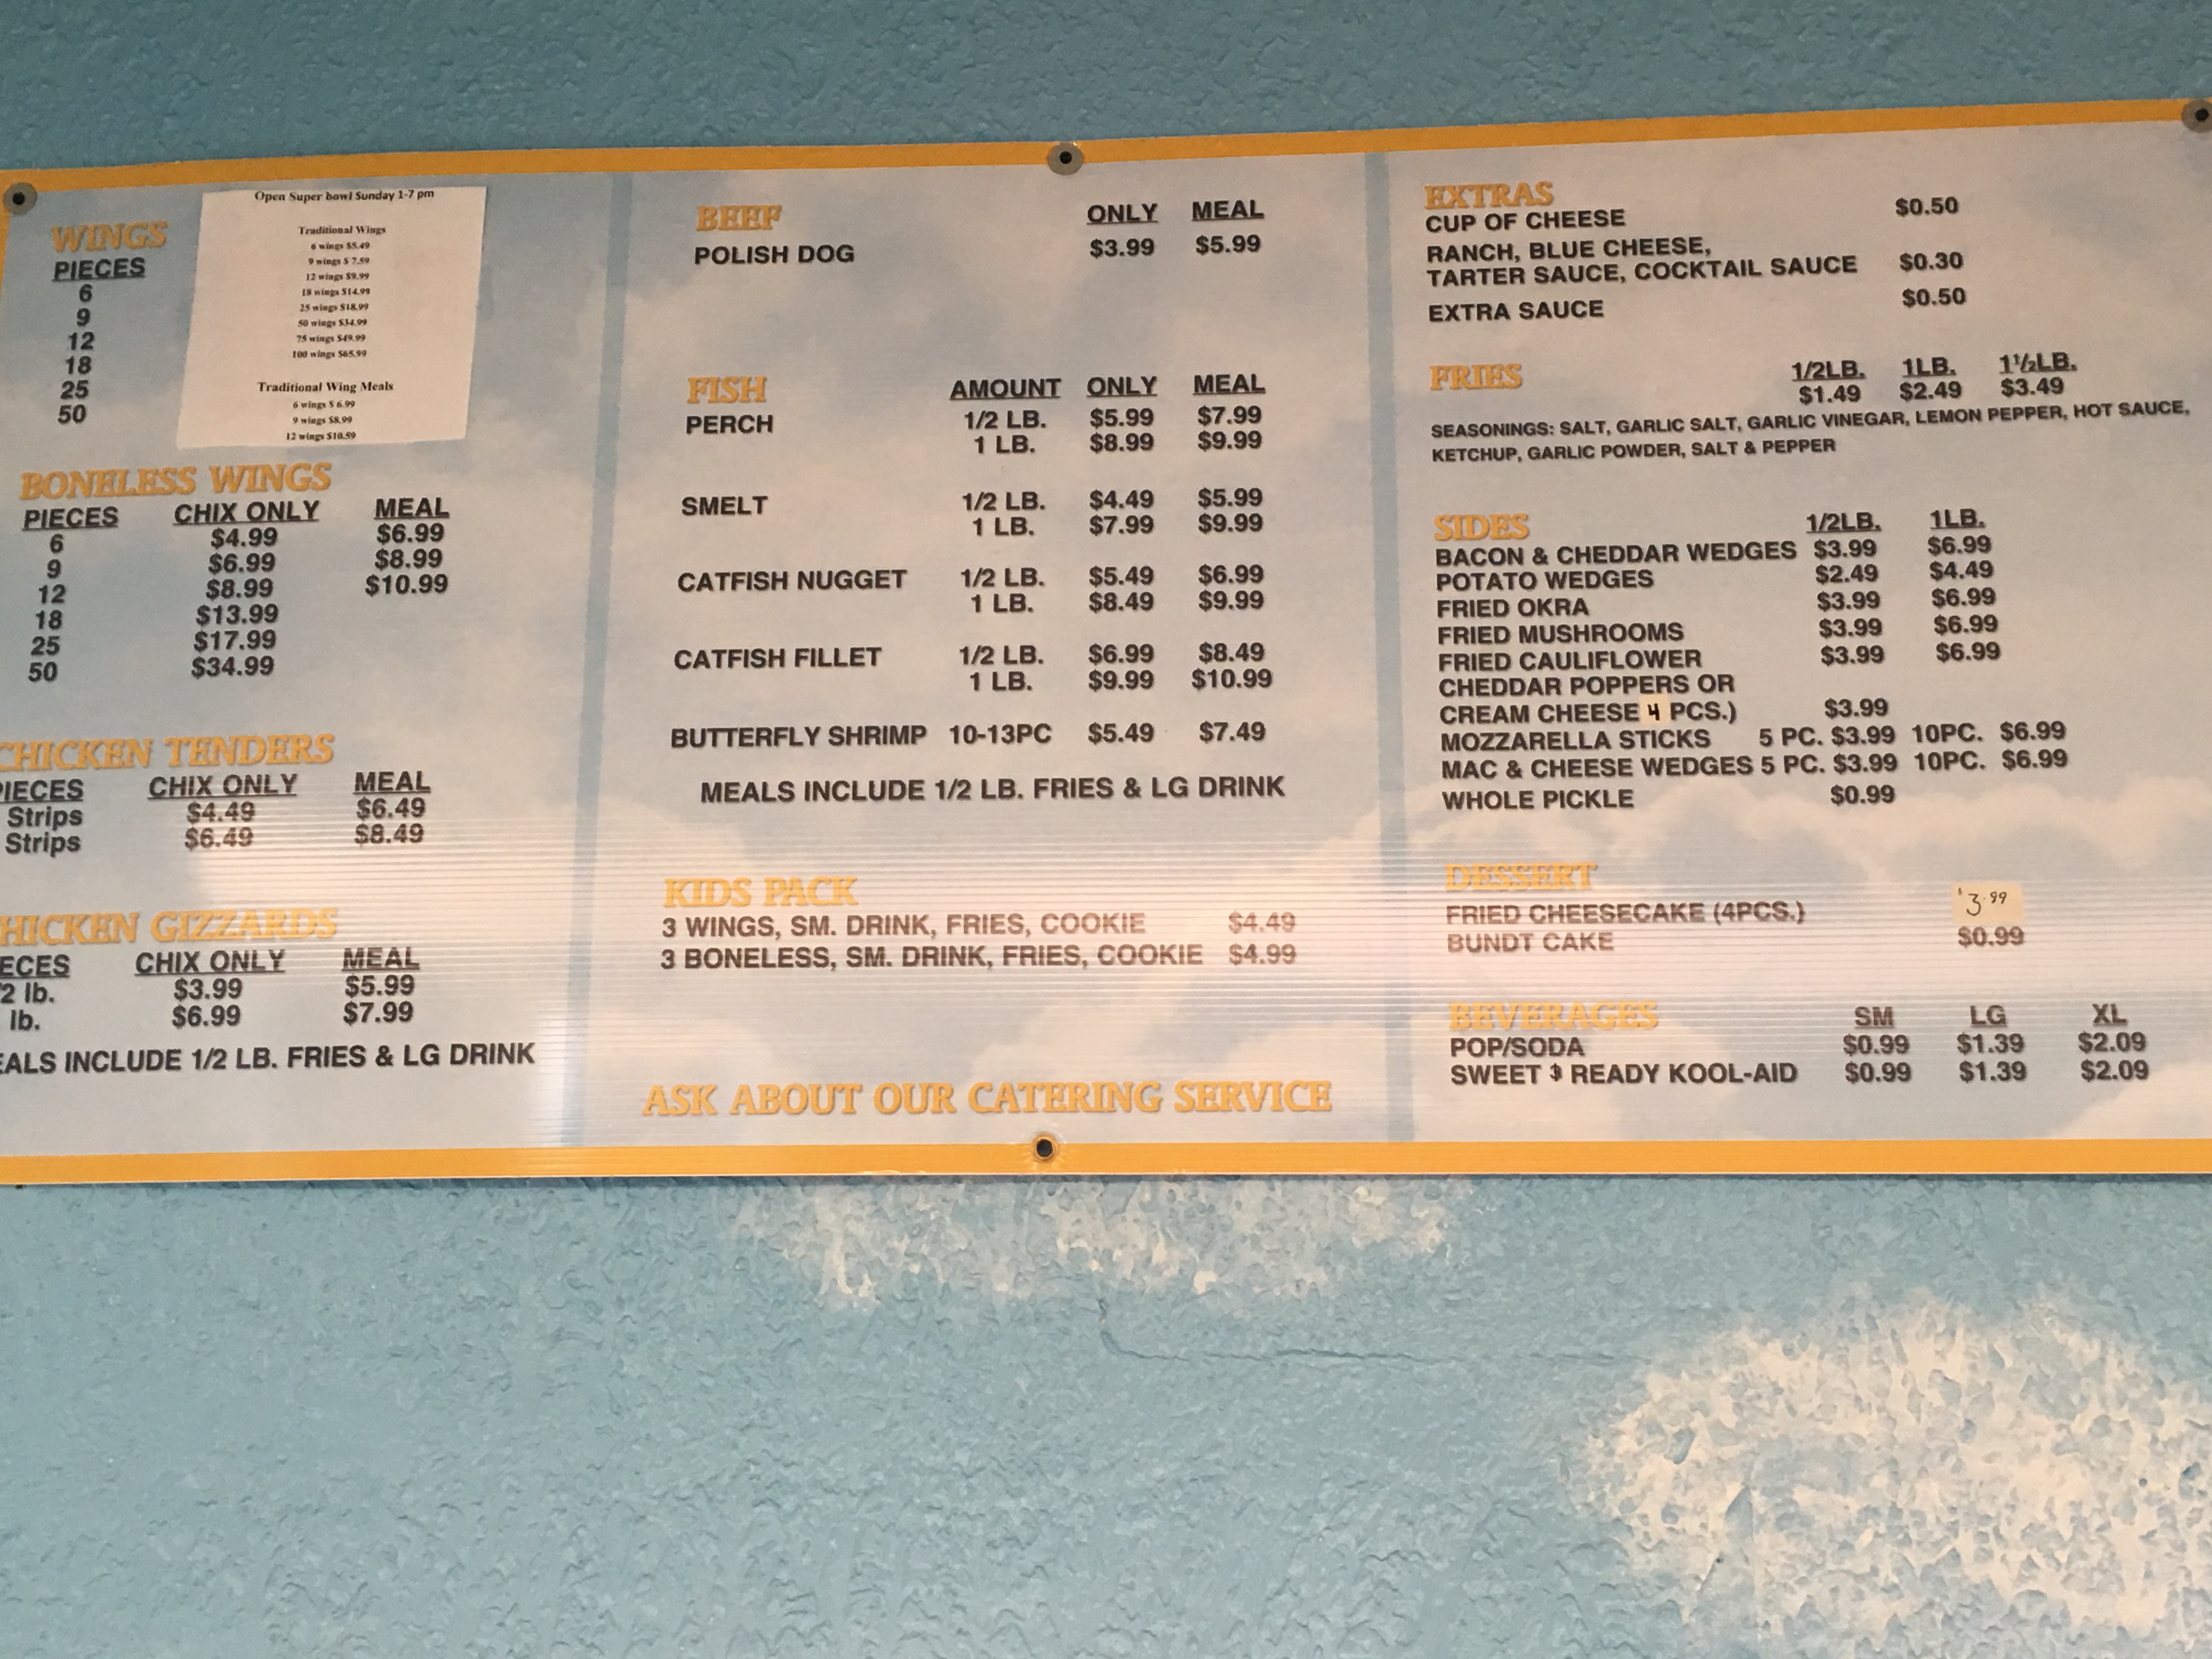 Open Super bowl Sunday 1-7 pm
Traditional Wings
6 wings $5.49
9 wings $ 7.59
12 wings $9.99
18 wings $14.99
25 wings $18.99
50 wings $34.99
75 wings $49.99
100 wings $65.99
Traditional Wing Meals
6 wings $ 6.99
9 wings $8.99
12 wings $10.59
WINGS
PIECES
6
9
12
18
25
50
BONELESS WINGS
PIECES CHIX ONLY MEAL
6 $4.99 $6.99
9 $6.99 $8.99
12 $8.99 $10.99
18 $13.99
25 $17.99
50 $34.99
CHICKEN TENDERS
PIECES CHIX ONLY MEAL
Strips $4.49 $6.49
Strips $6.49 $8.49
HICKEN GIZZARDS
ECES CHIX ONLY MEAL
/2 lb. $3.99 $5.99
lb. $6.99 $7.99
EALS INCLUDE 1/2 LB. FRIES & LG DRINK
BEEF ONLY MEAL
POLISH DOG $3.99 $5.99
FISH AMOUNT ONLY MEAL
PERCH 1/2 LB. $5.99 $7.99
1 LB. $8.99 $9.99
SMELT 1/2 LB. $4.49 $5.99
1 LB. $7.99 $9.99
CATFISH NUGGET 1/2 LB. $5.49 $6.99
1 LB. $8.49 $9.99
CATFISH FILLET 1/2 LB. $6.99 $8.49
1 LB. $9.99 $10.99
BUTTERFLY SHRIMP 10-13PC $5.49 $7.49
MEALS INCLUDE 1/2 LB. FRIES & LG DRINK
KIDS PACK
3 WINGS, SM. DRINK, FRIES, COOKIE $4.49
3 BONELESS, SM. DRINK, FRIES, COOKIE $4.99
ASK ABOUT OUR CATERING SERVICE
EXTRAS
CUP OF CHEESE $0.50
RANCH, BLUE CHEESE,
TARTER SAUCE, COCKTAIL SAUCE $0.30
EXTRA SAUCE $0.50
FRIES 1/2LB. 1LB. 1½LB.
$1.49 $2.49 $3.49
SEASONINGS: SALT, GARLIC SALT, GARLIC VINEGAR, LEMON PEPPER, HOT SAUCE,
KETCHUP, GARLIC POWDER, SALT & PEPPER
SIDES 1/2LB. 1LB.
BACON & CHEDDAR WEDGES $3.99 $6.99
POTATO WEDGES $2.49 $4.49
FRIED OKRA $3.99 $6.99
FRIED MUSHROOMS $3.99 $6.99
FRIED CAULIFLOWER $3.99 $6.99
CHEDDAR POPPERS OR
CREAM CHEESE 4 PCS.) $3.99
MOZZARELLA STICKS 5 PC. $3.99 10PC. $6.99
MAC & CHEESE WEDGES 5 PC. $3.99 10PC. $6.99
WHOLE PICKLE $0.99
DESSERT
FRIED CHEESECAKE (4PCS.) $3.99
BUNDT CAKE $0.99
BEVERAGES SM LG XL
POP/SODA $0.99 $1.39 $2.09
SWEET $ READY KOOL-AID $0.99 $1.39 $2.09